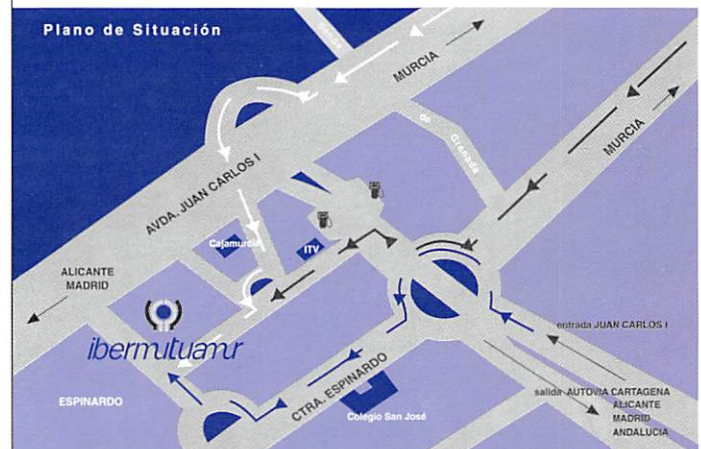 Plano de Situación
MURCIA
de
Granada
MURCIA
AVDA. JUAN CARLOS I
Cajamurcia
ITV
ALICANTE
MADRID
ibermutuamur
ESPINARDO
CTRA. ESPINARDO
Colegio San José
entrada JUAN CARLOS I
salida AUTOVIA CARTAGENA
ALICANTE
MADRID
ANDALUCIA